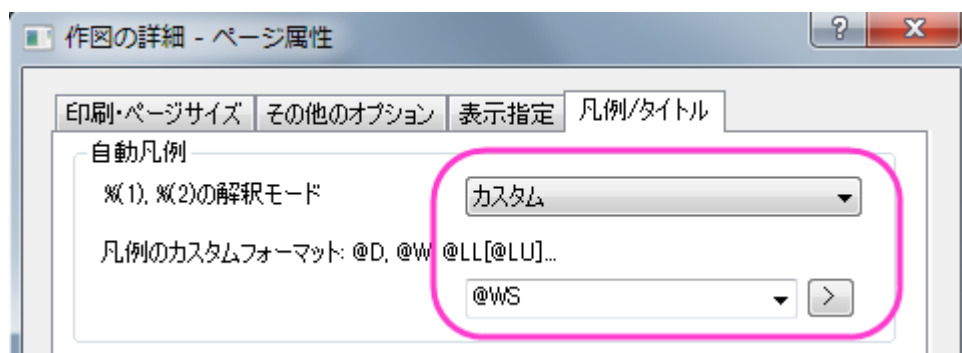 作図の詳細 - ページ属性
印刷・ページサイズ その他のオプション 表示指定 凡例/タイトル
自動凡例
%(1), %(2)の解釈モード カスタム
凡例のカスタムフォーマット: @D, @W, @LL[@LU]...
@WS >